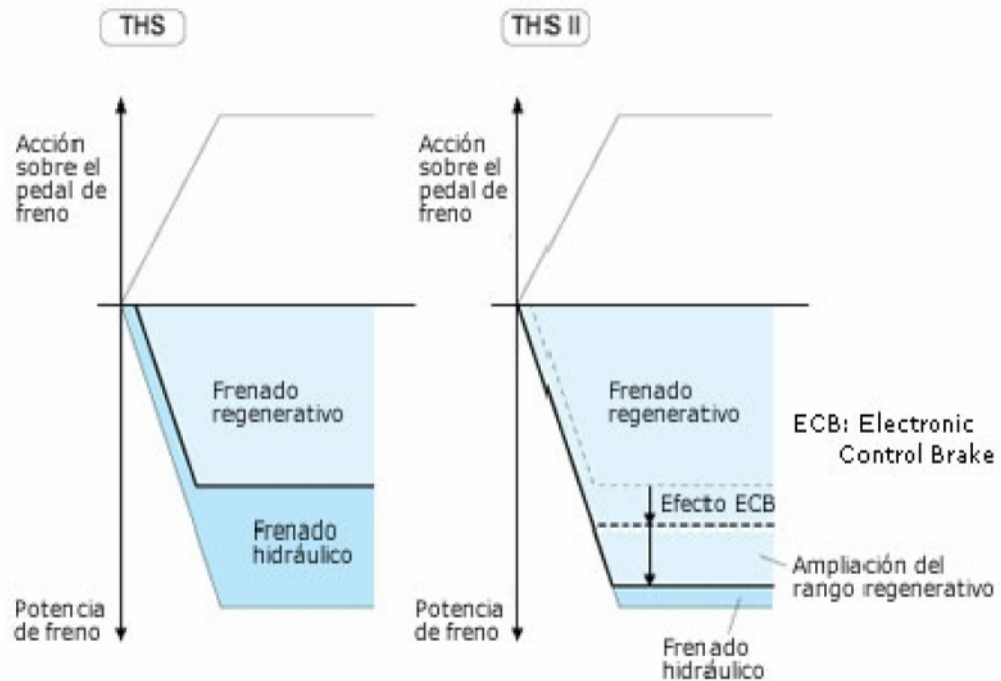 THS
Acción
sobre el
pedal de
freno
Frenado
regenerativo
Frenado
hidráulico
Potencia
de freno
THS II
Acción
sobre el
pedal de
freno
Frenado
regenerativo
Efecto ECB
Potencia
de freno
Frenado
hidráulico
ECB: Electronic
Control Brake
Ampliación del
rango regenerativo